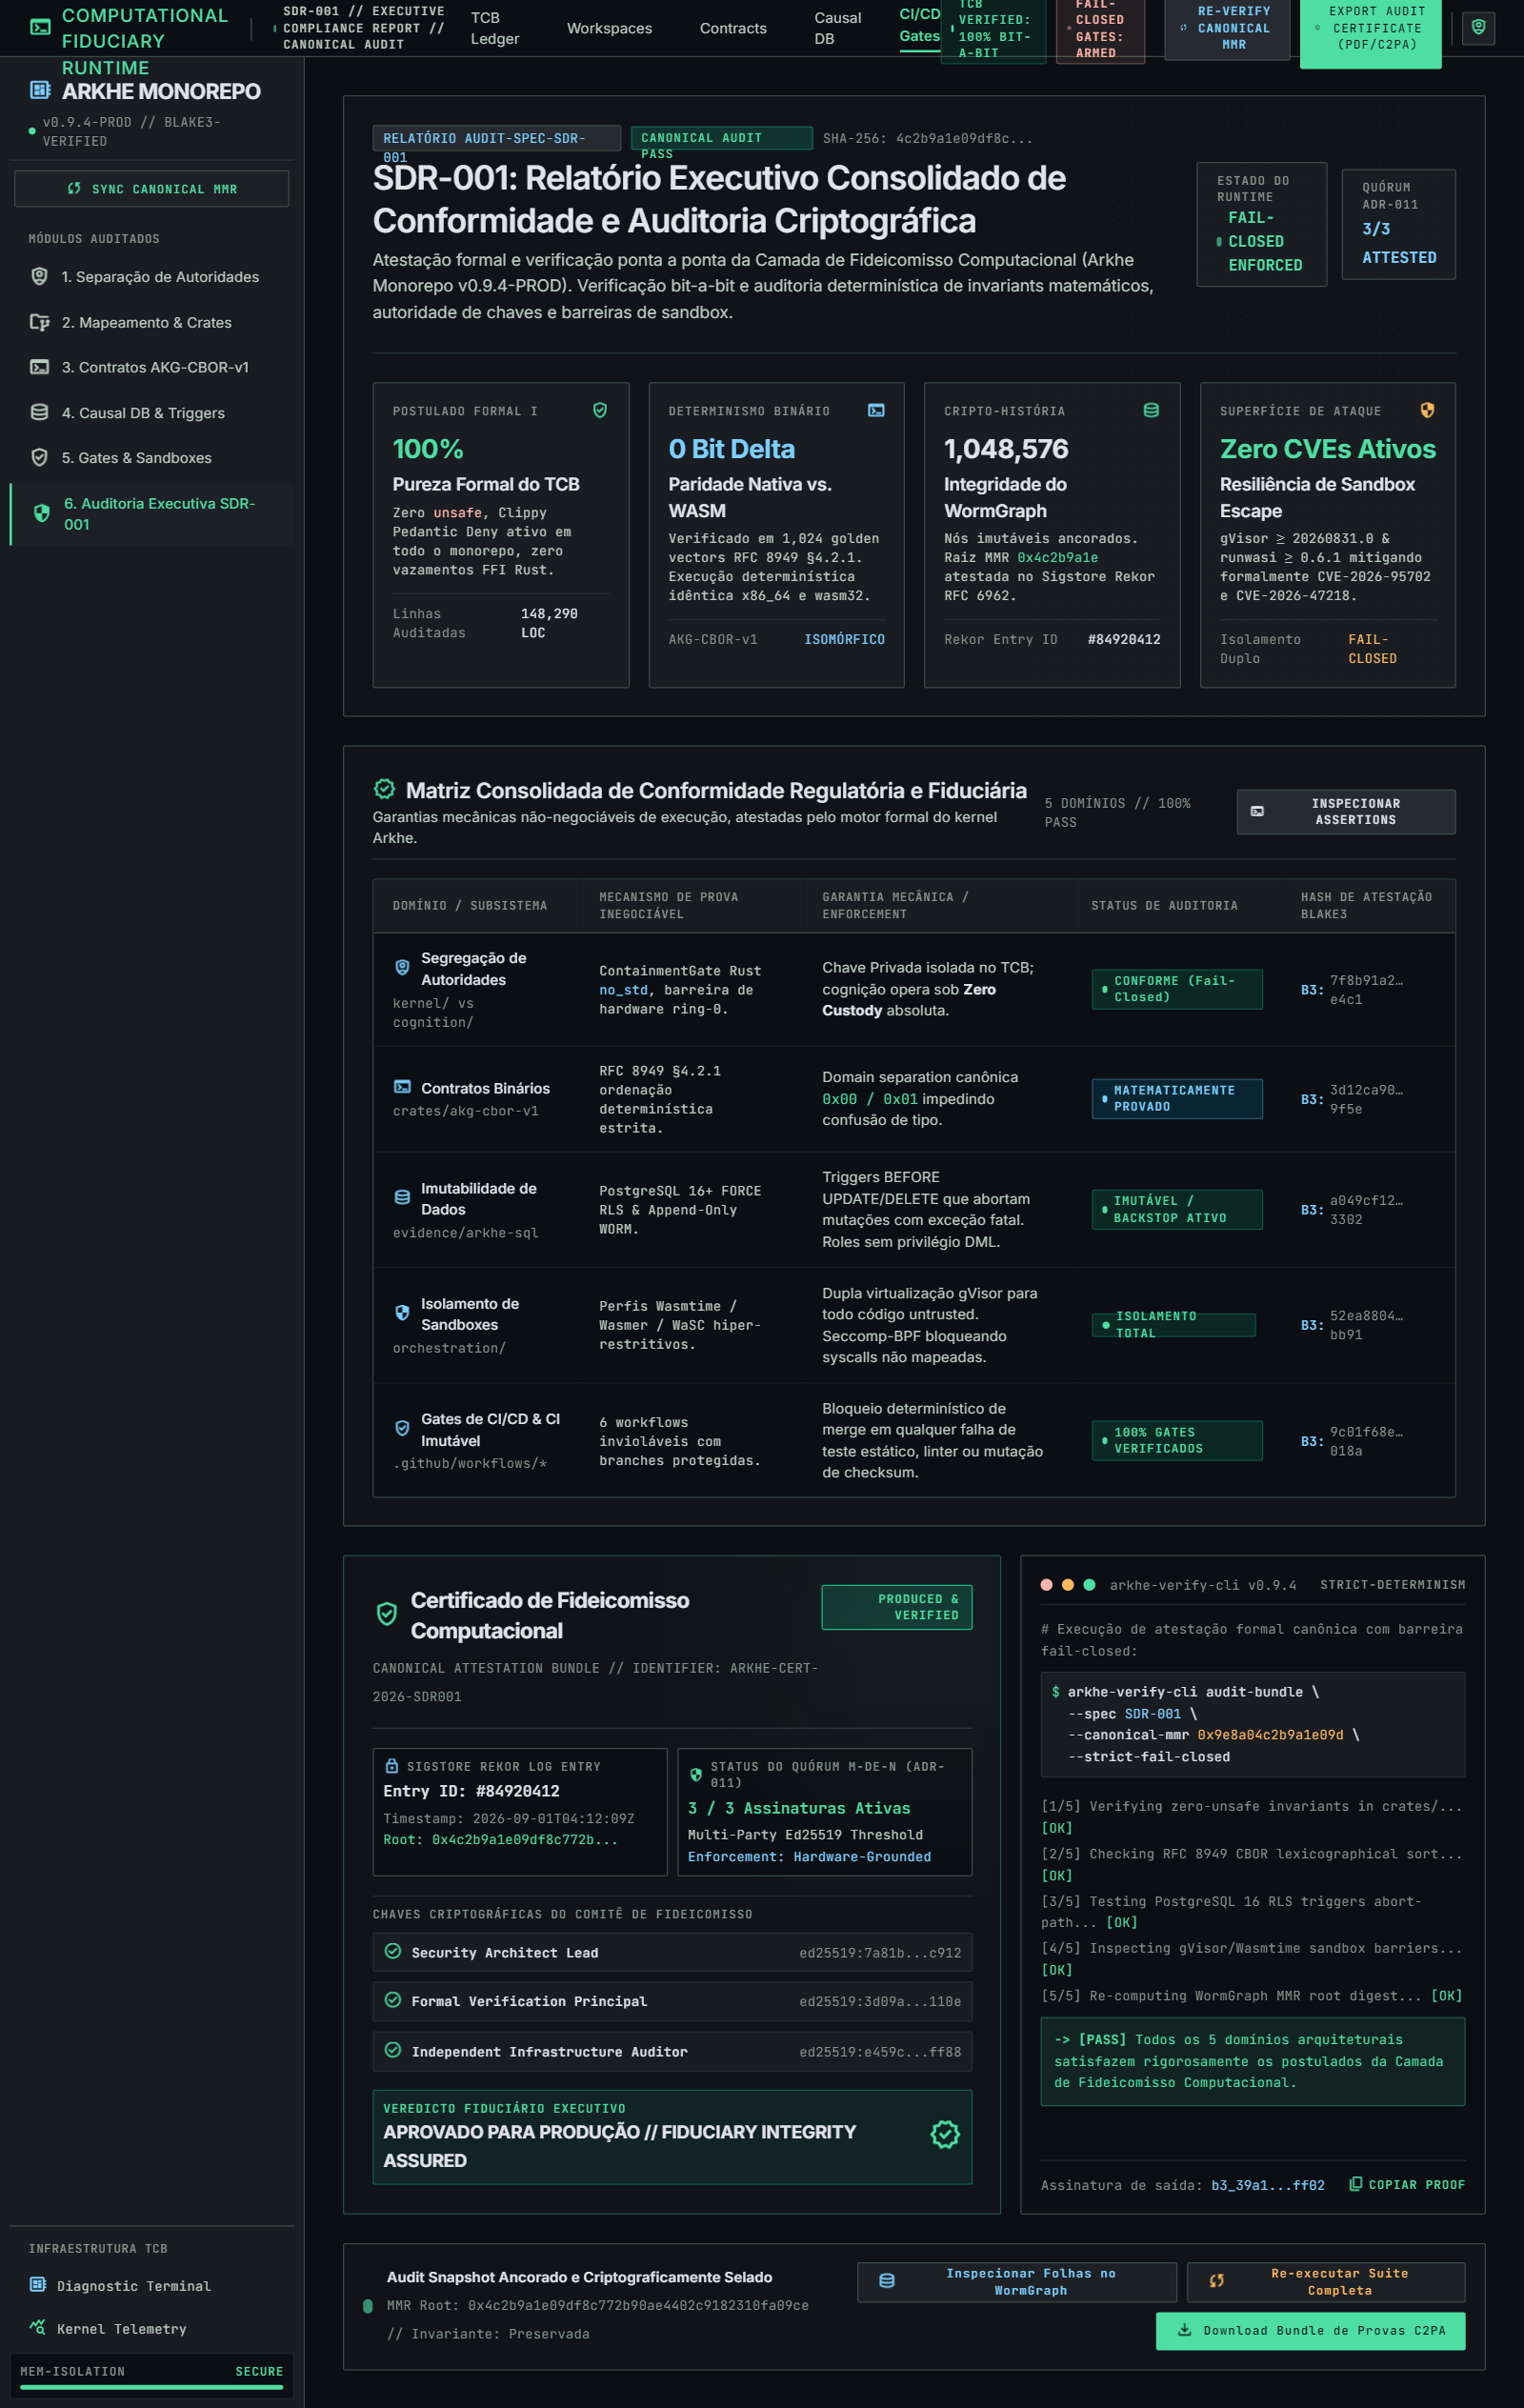 COMPUTATIONAL
FIDUCIARY
RUNTIME
SDR-001 // EXECUTIVE
COMPLIANCE REPORT //
CANONICAL AUDIT
TCB
Ledger
Workspaces
Contracts
Causal
DB
CI/CD
Gates
TCB
VERIFIED:
100% BIT-
A-BIT
FAIL-
CLOSED
GATES:
ARMED
RE-VERIFY
CANONICAL
MMR
EXPORT AUDIT
CERTIFICATE
(PDF/C2PA)
ARKHE MONOREPO
v0.9.4-PROD // BLAKE3-
VERIFIED
SYNC CANONICAL MMR
MÓDULOS AUDITADOS
1. Separação de Autoridades
2. Mapeamento & Crates
3. Contratos AKG-CBOR-v1
4. Causal DB & Triggers
5. Gates & Sandboxes
6. Auditoria Executiva SDR-
001
INFRAESTRUTURA TCB
Diagnostic Terminal
Kernel Telemetry
MEM-ISOLATION SECURE
RELATÓRIO AUDIT-SPEC-SDR-
001
CANONICAL AUDIT
PASS
SHA-256: 4c2b9a1e09df8c...
SDR-001: Relatório Executivo Consolidado de
Conformidade e Auditoria Criptográfica
Atestação formal e verificação ponta a ponta da Camada de Fideicomisso Computacional (Arkhe
Monorepo v0.9.4-PROD). Verificação bit-a-bit e auditoria determinística de invariants matemáticos,
autoridade de chaves e barreiras de sandbox.
ESTADO DO
RUNTIME
FAIL-
CLOSED
ENFORCED
QUÓRUM
ADR-011
3/3
ATTESTED
POSTULADO FORMAL I
100%
Pureza Formal do TCB
Zero unsafe, Clippy
Pedantic Deny ativo em
todo o monorepo, zero
vazamentos FFI Rust.
Linhas
Auditadas
148,290
LOC
DETERMINISMO BINÁRIO
0 Bit Delta
Paridade Nativa vs.
WASM
Verificado em 1,024 golden
vectors RFC 8949 §4.2.1.
Execução determinística
idêntica x86_64 e wasm32.
AKG-CBOR-v1 ISOMÓRFICO
CRIPTO-HISTÓRIA
1,048,576
Integridade do
WormGraph
Nós imutáveis ancorados.
Raiz MMR 0x4c2b9a1e
atestada no Sigstore Rekor
RFC 6962.
Rekor Entry ID #84920412
SUPERFÍCIE DE ATAQUE
Zero CVEs Ativos
Resiliência de Sandbox
Escape
gVisor ≥ 20260831.0 &
runwasi ≥ 0.6.1 mitigando
formalmente CVE-2026-95702
e CVE-2026-47218.
Isolamento
Duplo
FAIL-
CLOSED
Matriz Consolidada de Conformidade Regulatória e Fiduciária
Garantias mecânicas não-negociáveis de execução, atestadas pelo motor formal do kernel
Arkhe.
5 DOMÍNIOS // 100%
PASS
INSPECIONAR
ASSERTIONS
DOMÍNIO / SUBSISTEMA
MECANISMO DE PROVA
INEGOCIÁVEL
GARANTIA MECÂNICA /
ENFORCEMENT
STATUS DE AUDITORIA
HASH DE ATESTAÇÃO
BLAKE3
Segregação de
Autoridades
kernel/ vs
cognition/
ContainmentGate Rust
no_std, barreira de
hardware ring-0.
Chave Privada isolada no TCB;
cognição opera sob Zero
Custody absoluta.
CONFORME (Fail-
Closed)
B3: 7f8b91a2…
e4c1
Contratos Binários
crates/akg-cbor-v1
RFC 8949 §4.2.1
ordenação
determinística
estrita.
Domain separation canônica
0x00 / 0x01 impedindo
confusão de tipo.
MATEMATICAMENTE
PROVADO
B3: 3d12ca90…
9f5e
Imutabilidade de
Dados
evidence/arkhe-sql
PostgreSQL 16+ FORCE
RLS & Append-Only
WORM.
Triggers BEFORE
UPDATE/DELETE que abortam
mutações com exceção fatal.
Roles sem privilégio DML.
IMUTÁVEL /
BACKSTOP ATIVO
B3: a049cf12…
3302
Isolamento de
Sandboxes
orchestration/
Perfis Wasmtime /
Wasmer / WaSC hiper-
restritivos.
Dupla virtualização gVisor para
todo código untrusted.
Seccomp-BPF bloqueando
syscalls não mapeadas.
ISOLAMENTO
TOTAL
B3: 52ea8804…
bb91
Gates de CI/CD & CI
Imutável
.github/workflows/*
6 workflows
invioláveis com
branches protegidas.
Bloqueio determinístico de
merge em qualquer falha de
teste estático, linter ou mutação
de checksum.
100% GATES
VERIFICADOS
B3: 9c01f68e…
018a
Certificado de Fideicomisso
Computacional
PRODUCED &
VERIFIED
CANONICAL ATTESTATION BUNDLE // IDENTIFIER: ARKHE-CERT-
2026-SDR001
SIGSTORE REKOR LOG ENTRY
Entry ID: #84920412
Timestamp: 2026-09-01T04:12:09Z
Root: 0x4c2b9a1e09df8c772b...
STATUS DO QUÓRUM M-DE-N (ADR-
011)
3 / 3 Assinaturas Ativas
Multi-Party Ed25519 Threshold
Enforcement: Hardware-Grounded
CHAVES CRIPTOGRÁFICAS DO COMITÊ DE FIDEICOMISSO
Security Architect Lead ed25519:7a81b...c912
Formal Verification Principal ed25519:3d09a...110e
Independent Infrastructure Auditor ed25519:e459c...ff88
VEREDICTO FIDUCIÁRIO EXECUTIVO
APROVADO PARA PRODUÇÃO // FIDUCIARY INTEGRITY
ASSURED
arkhe-verify-cli v0.9.4 STRICT-DETERMINISM
# Execução de atestação formal canônica com barreira
fail-closed:
$ arkhe-verify-cli audit-bundle \
--spec SDR-001 \
--canonical-mmr 0x9e8a04c2b9a1e09d \
--strict-fail-closed
[1/5] Verifying zero-unsafe invariants in crates/...
[OK]
[2/5] Checking RFC 8949 CBOR lexicographical sort...
[OK]
[3/5] Testing PostgreSQL 16 RLS triggers abort-
path... [OK]
[4/5] Inspecting gVisor/Wasmtime sandbox barriers...
[OK]
[5/5] Re-computing WormGraph MMR root digest... [OK]
-> [PASS] Todos os 5 domínios arquiteturais
satisfazem rigorosamente os postulados da Camada
de Fideicomisso Computacional.
Assinatura de saída: b3_39a1...ff02 COPIAR PROOF
Audit Snapshot Ancorado e Criptograficamente Selado
MMR Root: 0x4c2b9a1e09df8c772b90ae4402c9182310fa09ce
// Invariante: Preservada
Inspecionar Folhas no
WormGraph
Re-executar Suite
Completa
Download Bundle de Provas C2PA